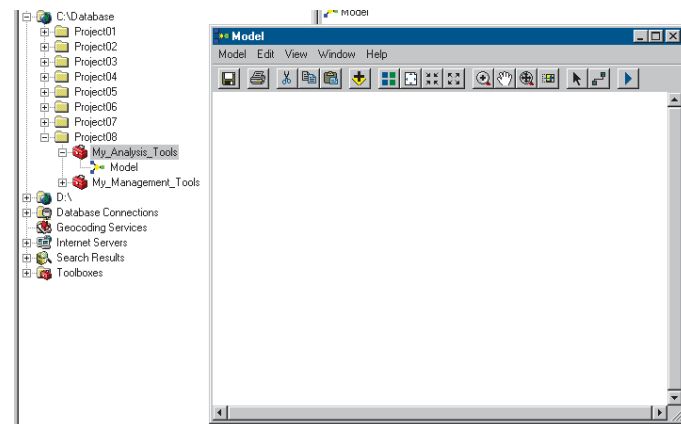 C:\Database
Project01
Project02
Project03
Project04
Project05
Project06
Project07
Project08
My_Analysis_Tools
Model
My_Management_Tools
D:\
Database Connections
Geocoding Services
Internet Servers
Search Results
Toolboxes
Model
Model
Model Edit View Window Help